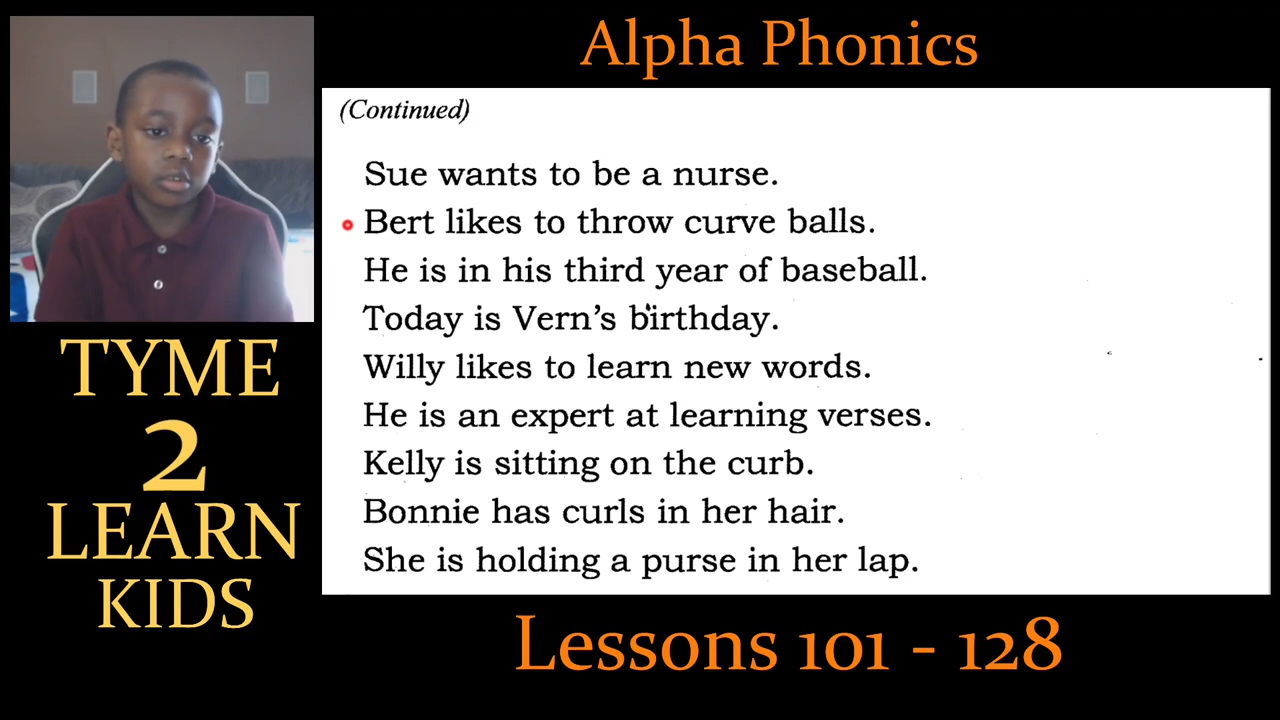 Alpha Phonics
(Continued)
Sue wants to be a nurse.
Bert likes to throw curve balls.
He is in his third year of baseball.
Today is Vern's birthday.
Willy likes to learn new words.
He is an expert at learning verses.
Kelly is sitting on the curb.
Bonnie has curls in her hair.
She is holding a purse in her lap.
TYME
2
LEARN
KIDS
Lessons 101 - 128